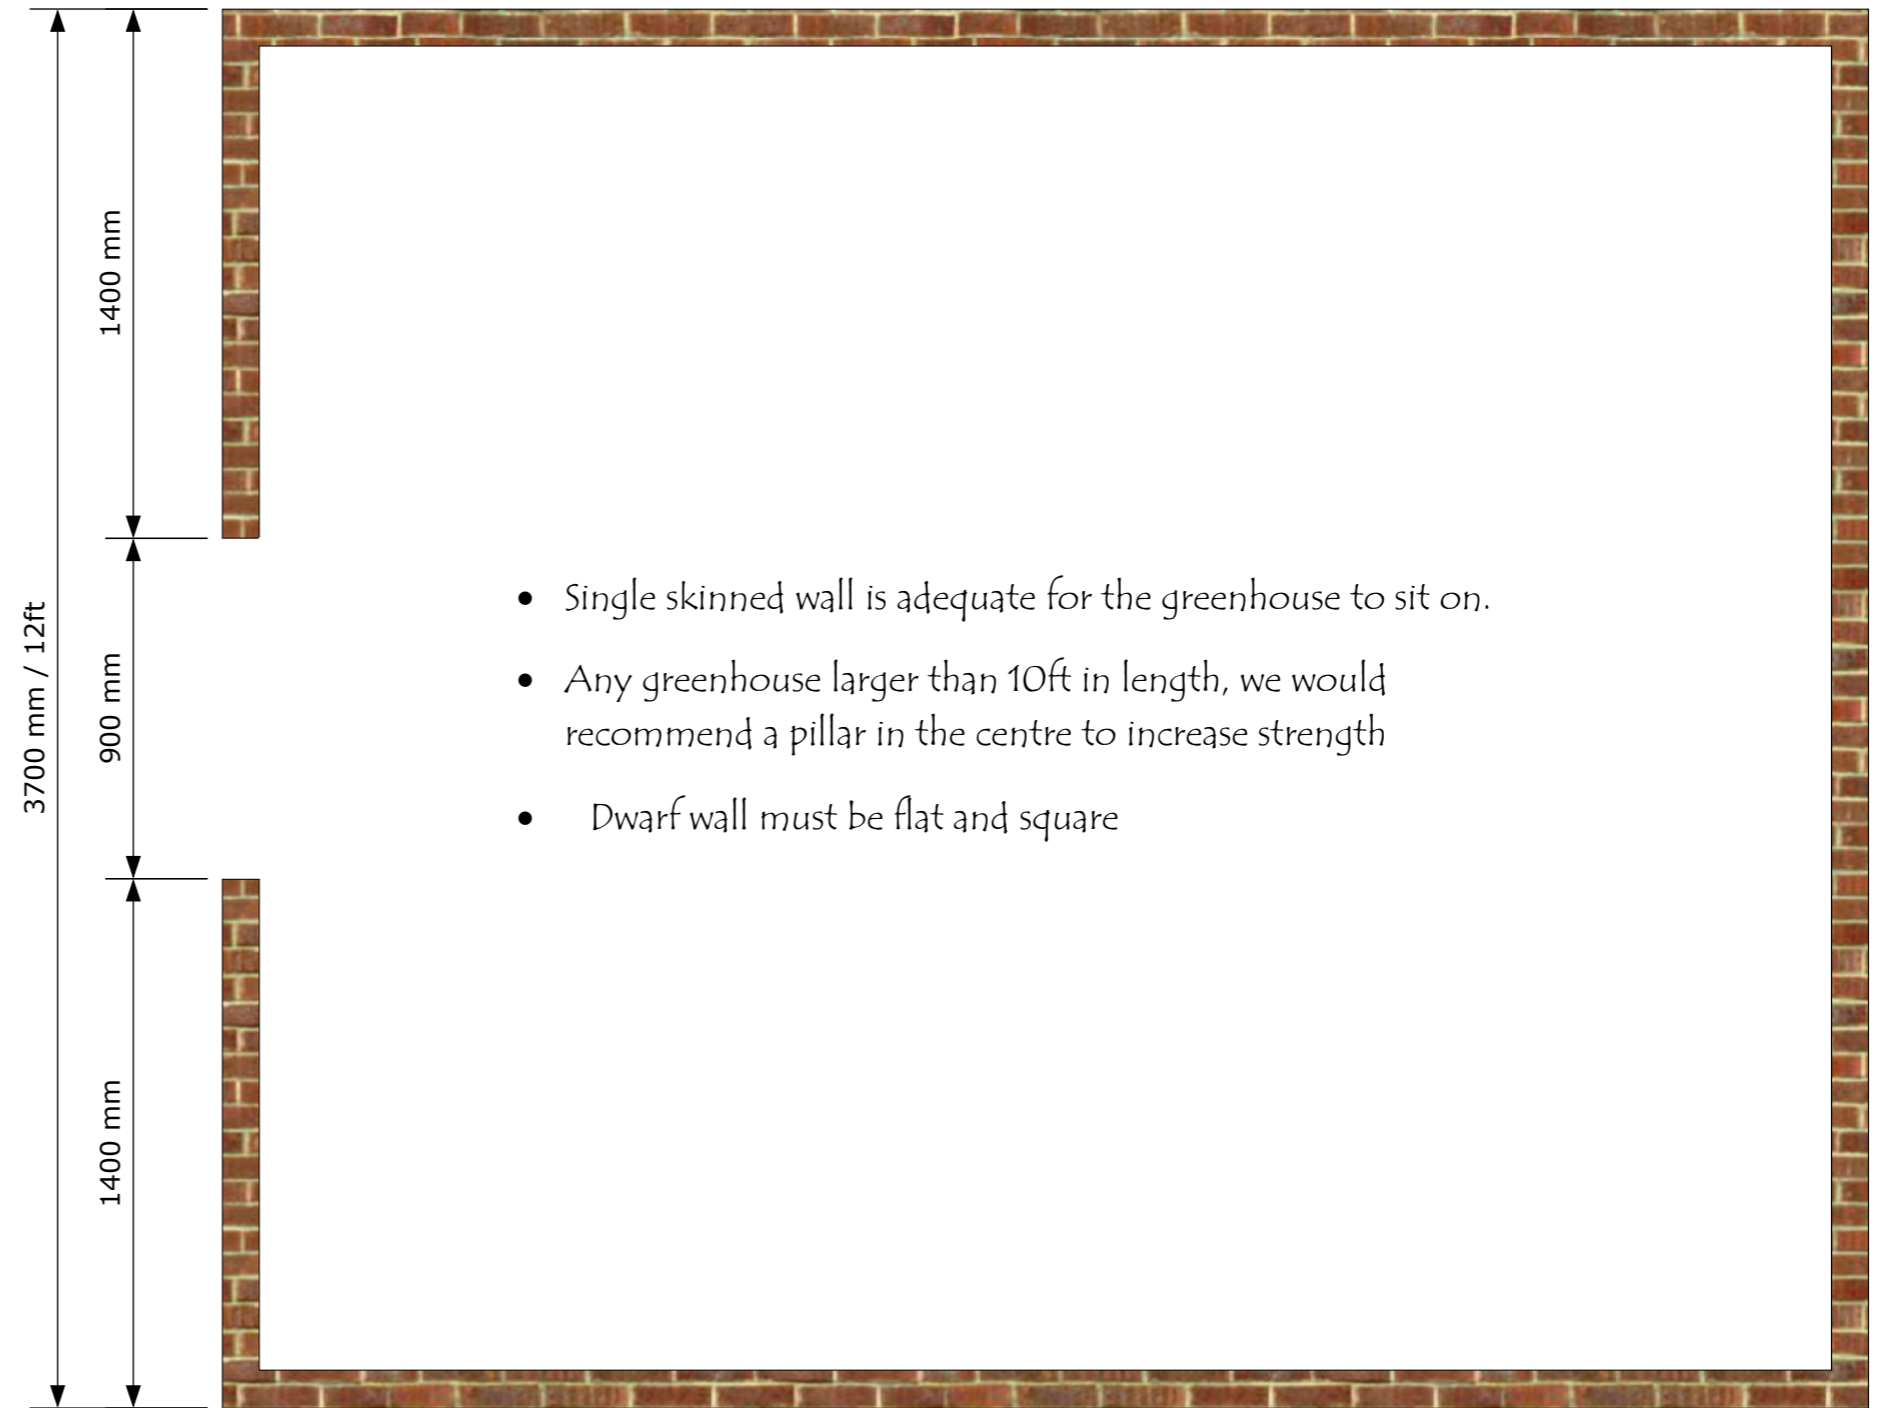 1400 mm
3700 mm / 12ft
900 mm
1400 mm
• Single skinned wall is adequate for the greenhouse to sit on.
• Any greenhouse larger than 10ft in length, we would
recommend a pillar in the centre to increase strength
• Dwarf wall must be flat and square